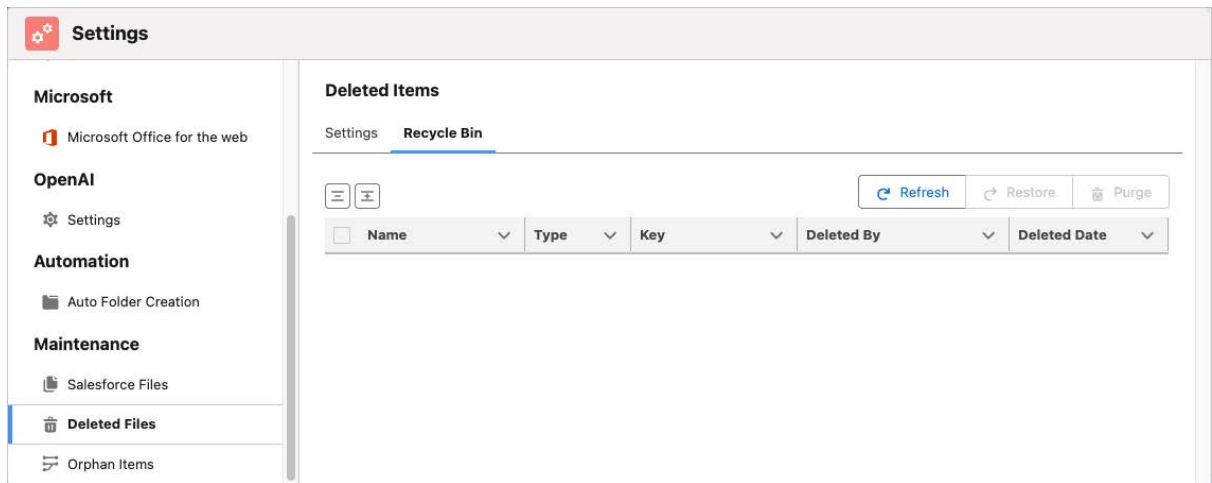 Settings
Microsoft
Microsoft Office for the web
OpenAI
Settings
Automation
Auto Folder Creation
Maintenance
Salesforce Files
Deleted Files
Orphan Items
Deleted Items
Settings Recycle Bin
Refresh Restore Purge
Name Type Key Deleted By Deleted Date